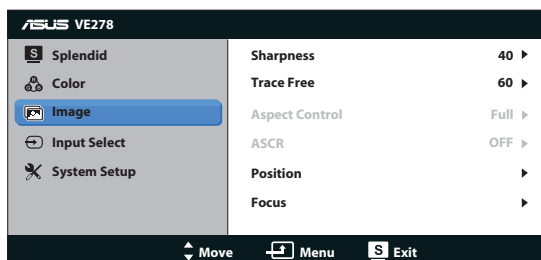 ASUS VE278
S Splendid
Color
Image
Input Select
System Setup
Sharpness 40
Trace Free 60
Aspect Control Full
ASCR OFF
Position
Focus
Move Menu S Exit